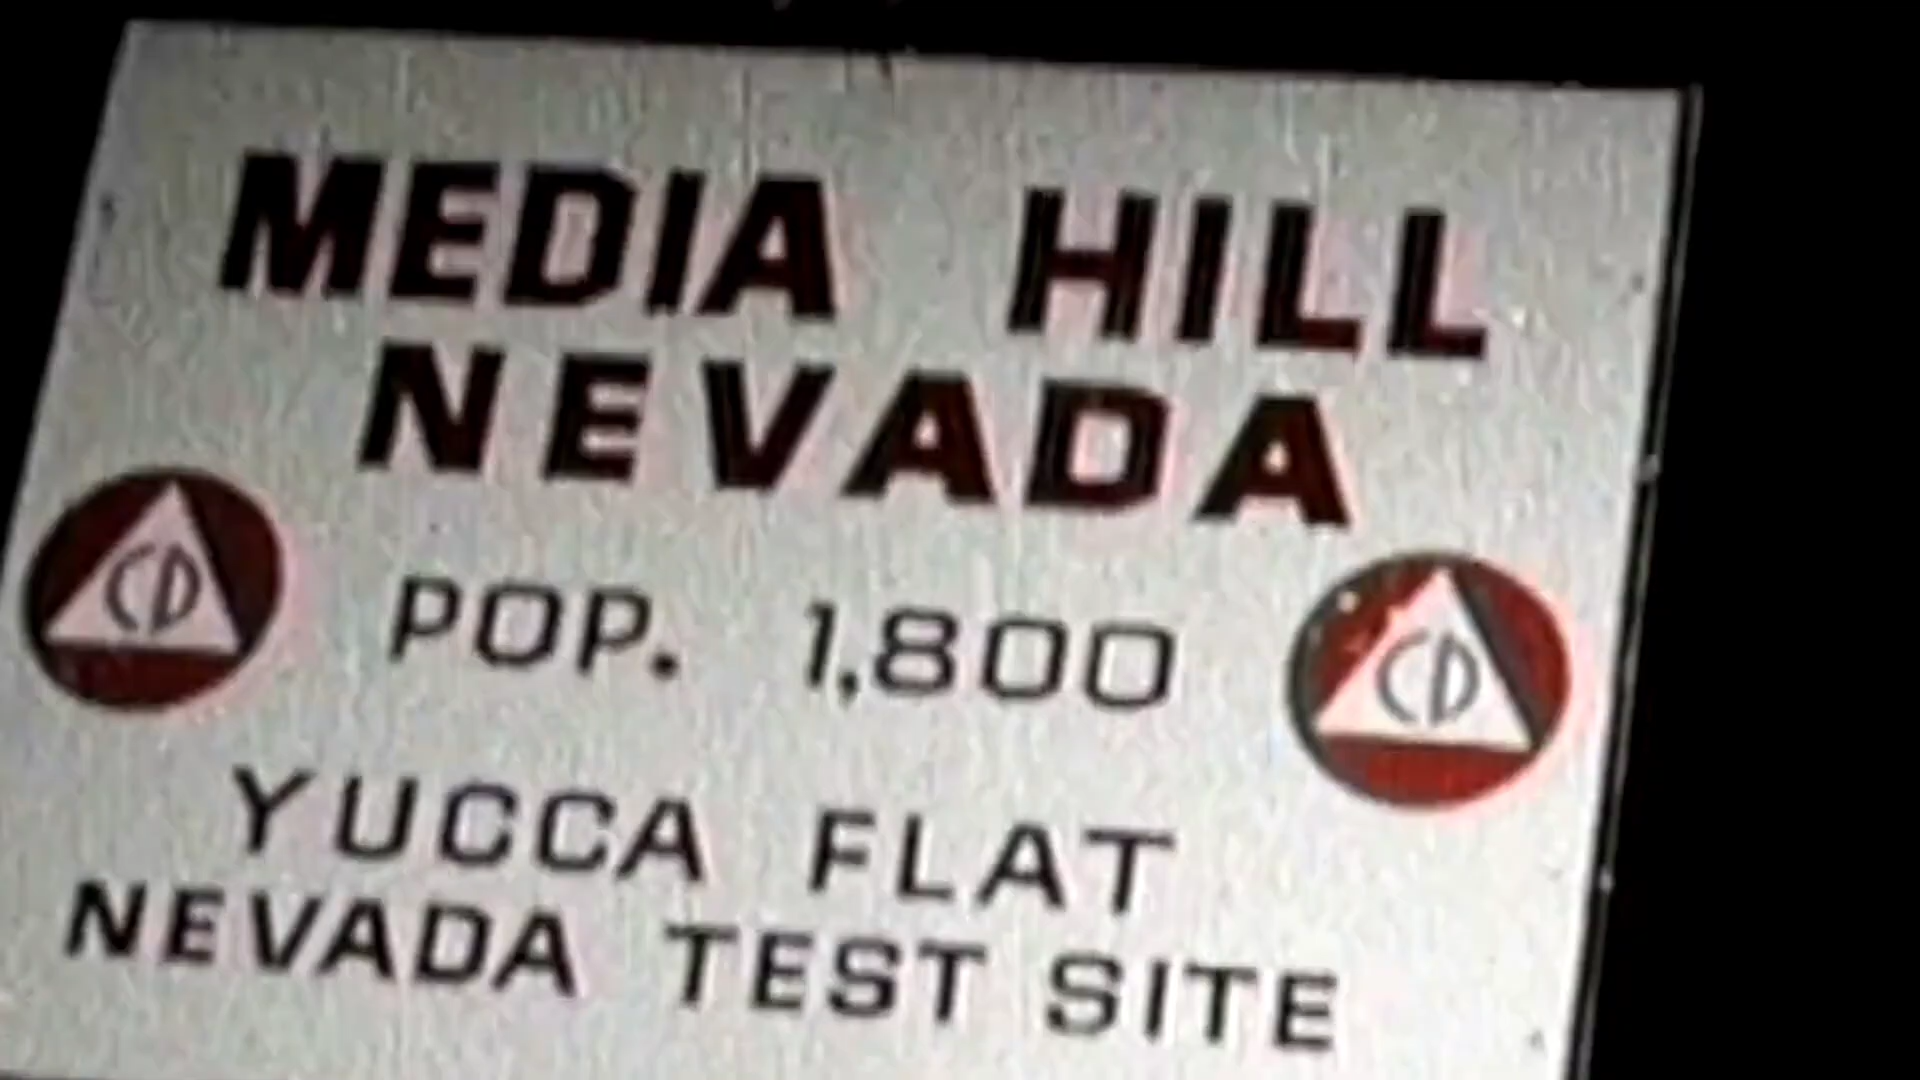 MEDIA HILL
NEVADA
CD
POP. 1,800
CD
YUCCA FLAT
NEVADA TEST SITE